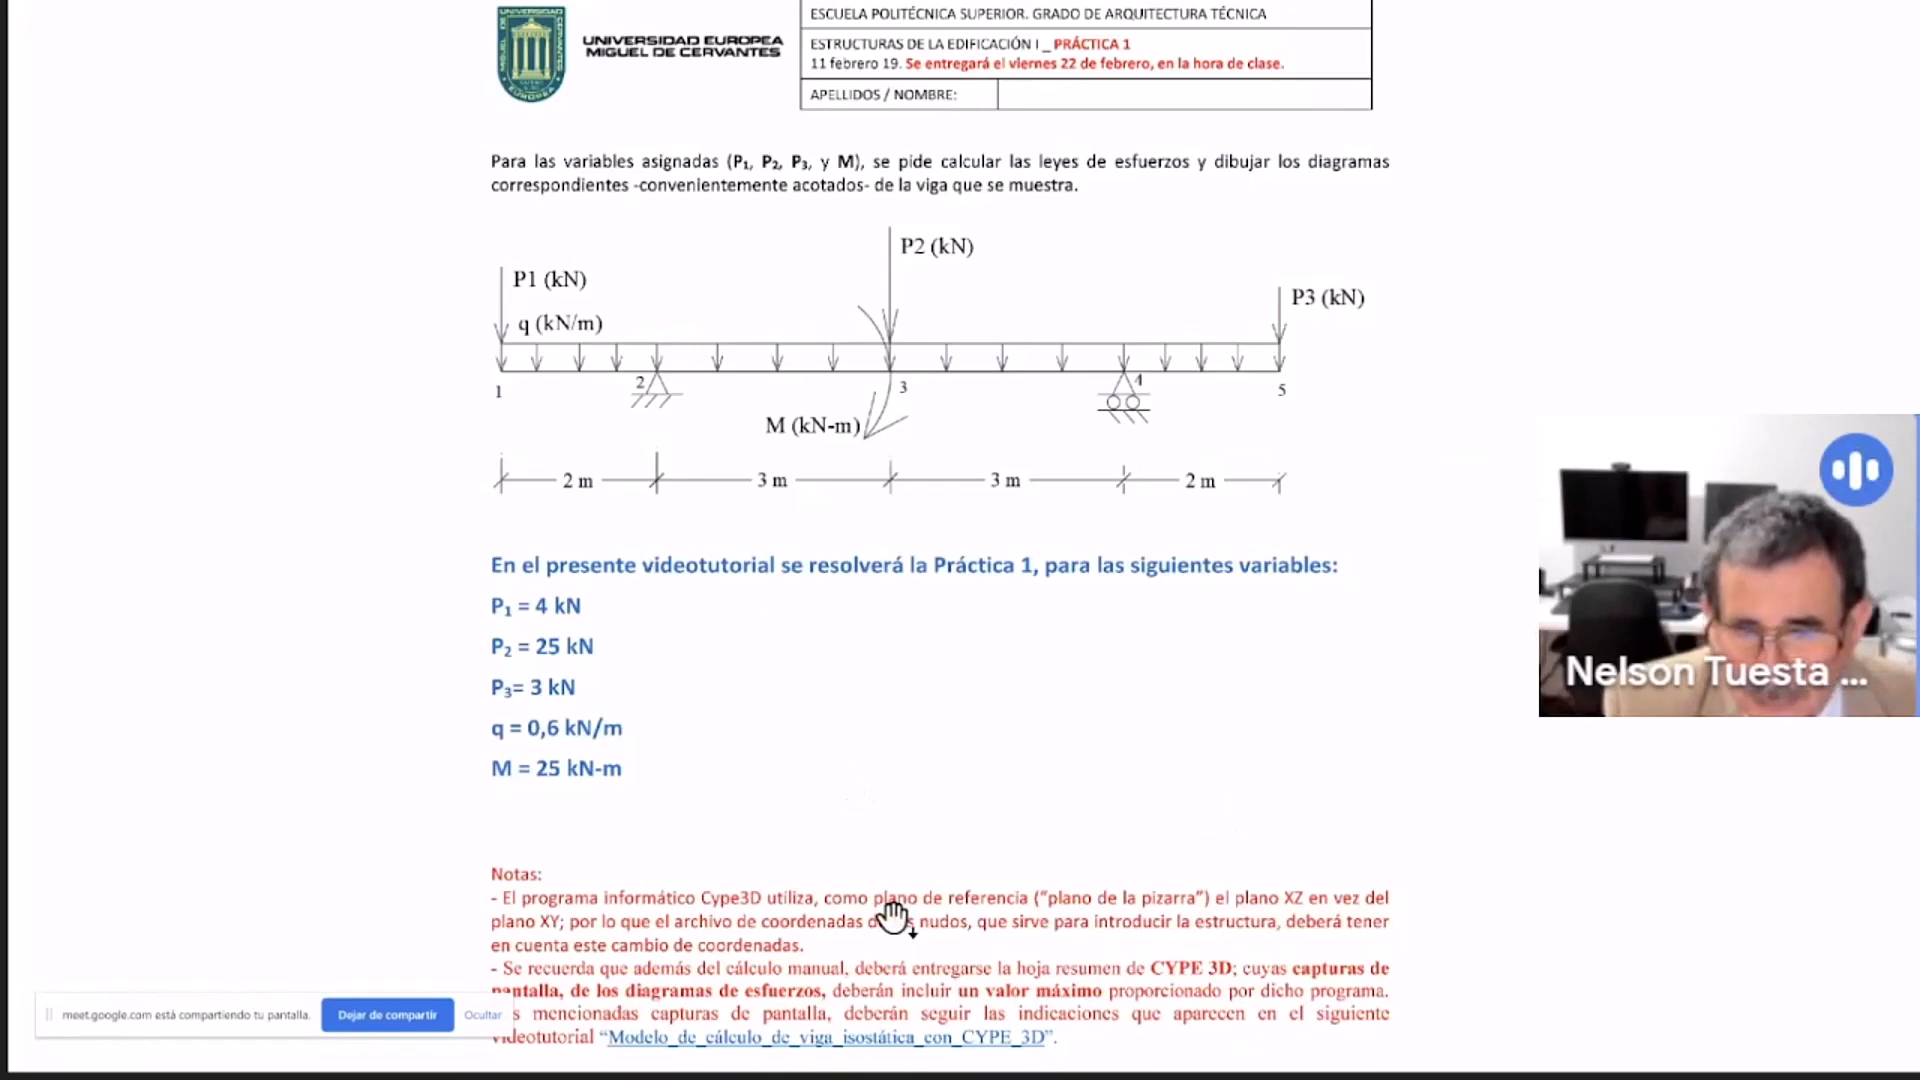 UNIVERSIDAD EUROPEA
MIGUEL DE CERVANTES
ESCUELA POLITÉCNICA SUPERIOR. GRADO DE ARQUITECTURA TÉCNICA
ESTRUCTURAS DE LA EDIFICACIÓN I _ PRÁCTICA 1
11 febrero 19. Se entregará el viernes 22 de febrero, en la hora de clase.
APELLIDOS / NOMBRE:
Para las variables asignadas (P₁, P₂, P₃, y M), se pide calcular las leyes de esfuerzos y dibujar los diagramas
correspondientes -convenientemente acotados- de la viga que se muestra.
P2 (kN)
P1 (kN)
P3 (kN)
q (kN/m)
1
2
3
4
5
M (kN-m)
2 m
3 m
3 m
2 m
En el presente videotutorial se resolverá la Práctica 1, para las siguientes variables:
P₁ = 4 kN
P₂ = 25 kN
P₃= 3 kN
q = 0,6 kN/m
M = 25 kN-m
Nelson Tuesta ...
Notas:
- El programa informático Cype3D utiliza, como plano de referencia ("plano de la pizarra") el plano XZ en vez del
plano XY; por lo que el archivo de coordenadas nudos, que sirve para introducir la estructura, deberá tener
en cuenta este cambio de coordenadas.
- Se recuerda que además del cálculo manual, deberá entregarse la hoja resumen de CYPE 3D; cuyas capturas de
pantalla, de los diagramas de esfuerzos, deberán incluir un valor máximo proporcionado por dicho programa.
s mencionadas capturas de pantalla, deberán seguir las indicaciones que aparecen en el siguiente
videotutorial “Modelo_de_cálculo_de_viga_isostática_con_CYPE_3D”.
meet.google.com está compartiendo tu pantalla.
Dejar de compartir
Ocultar